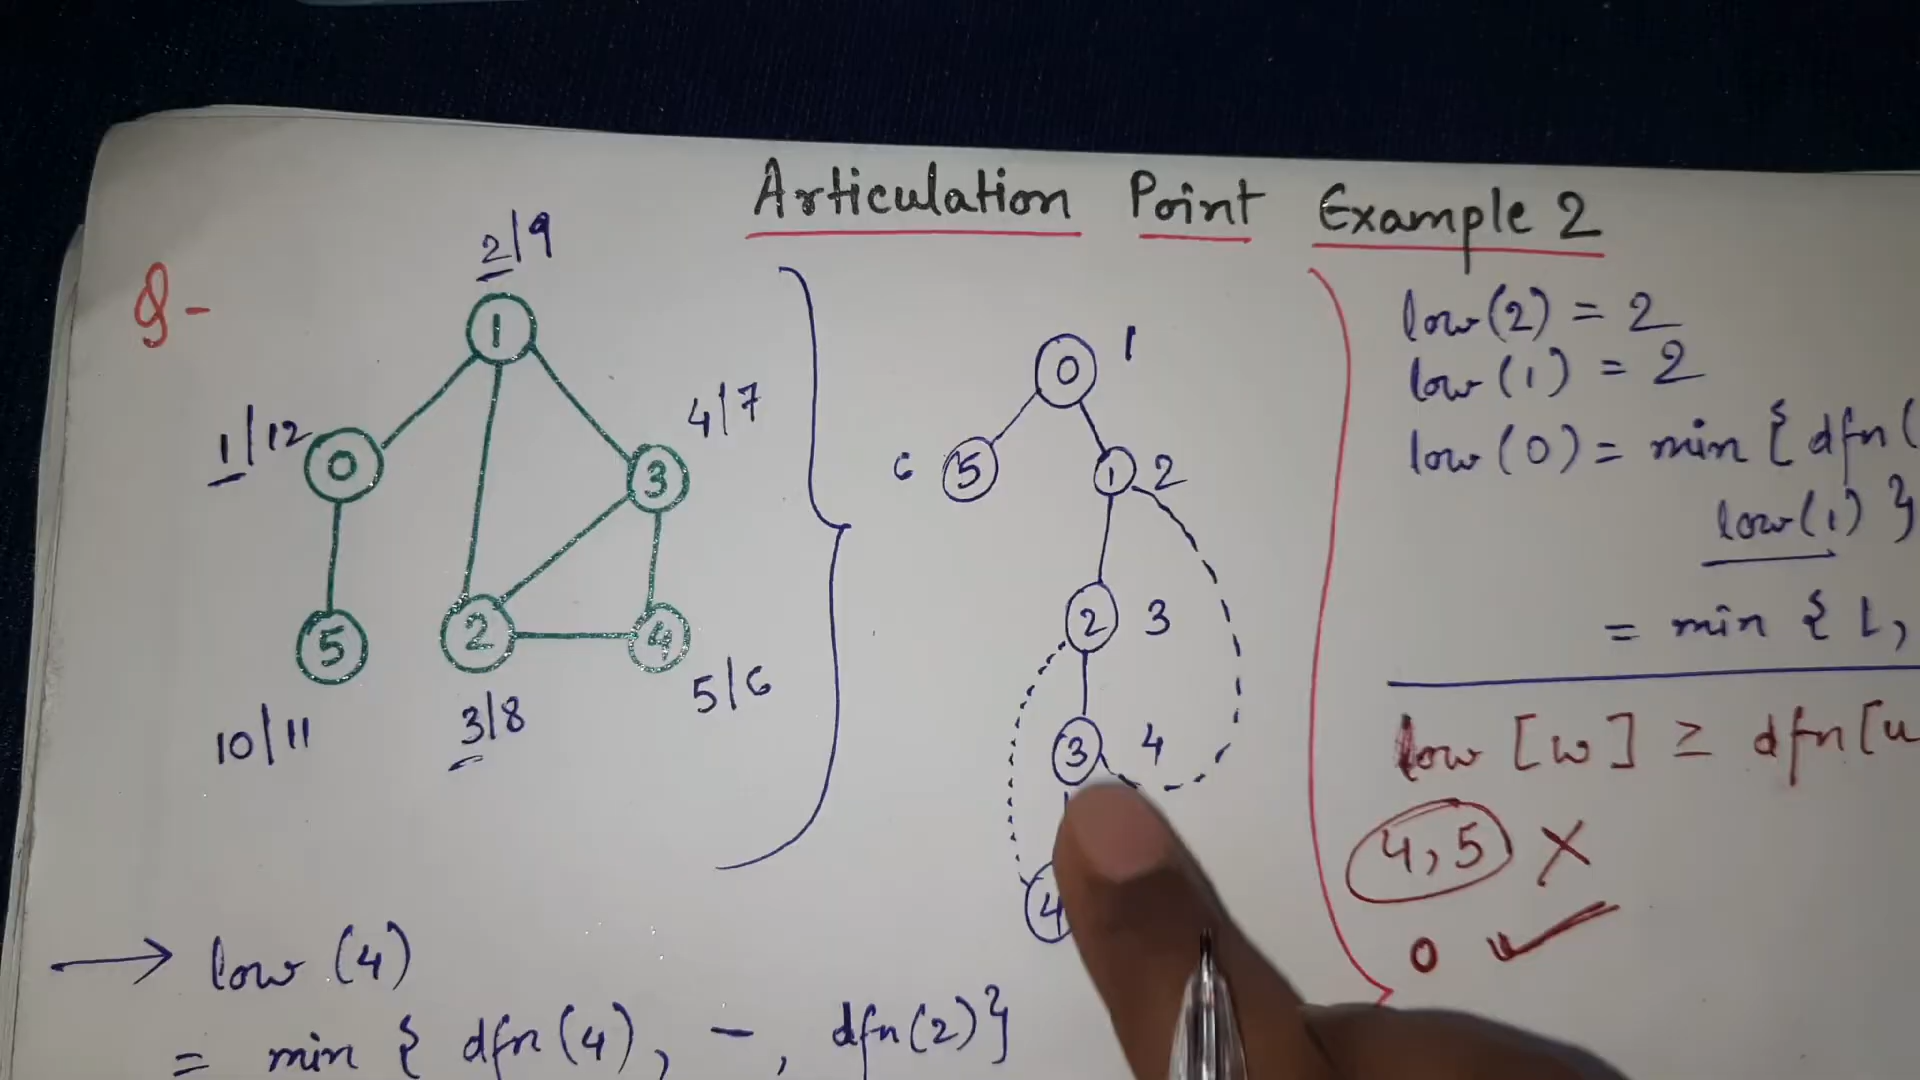 Articulation Point Example 2
Q-
2/9
1
1/12
0
4/7
3
5
2
4
10/11
3/8
5/6
0 1
6 5
1 2
2 3
3 4
4
low(2) = 2
low(1) = 2
low(0) = min { dfn(
low(1) }
= min { 1,
low [w] ≥ dfn[u
4,5 X
0 ✓
→ low (4)
= min { dfn(4), -, dfn(2)}